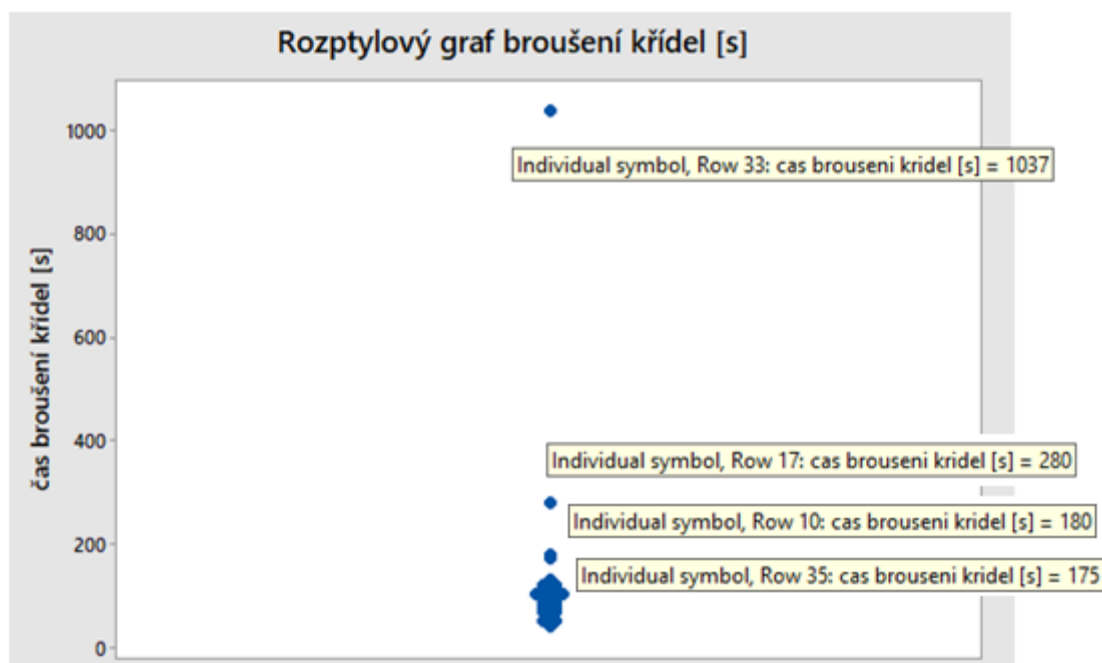 Rozptylový graf broušení křídel [s]
čas broušení křídel [s]
1000
800
600
400
200
0
Individual symbol, Row 33: cas brouseni kridel [s] = 1037
Individual symbol, Row 17: cas brouseni kridel [s] = 280
Individual symbol, Row 10: cas brouseni kridel [s] = 180
Individual symbol, Row 35: cas brouseni kridel [s] = 175